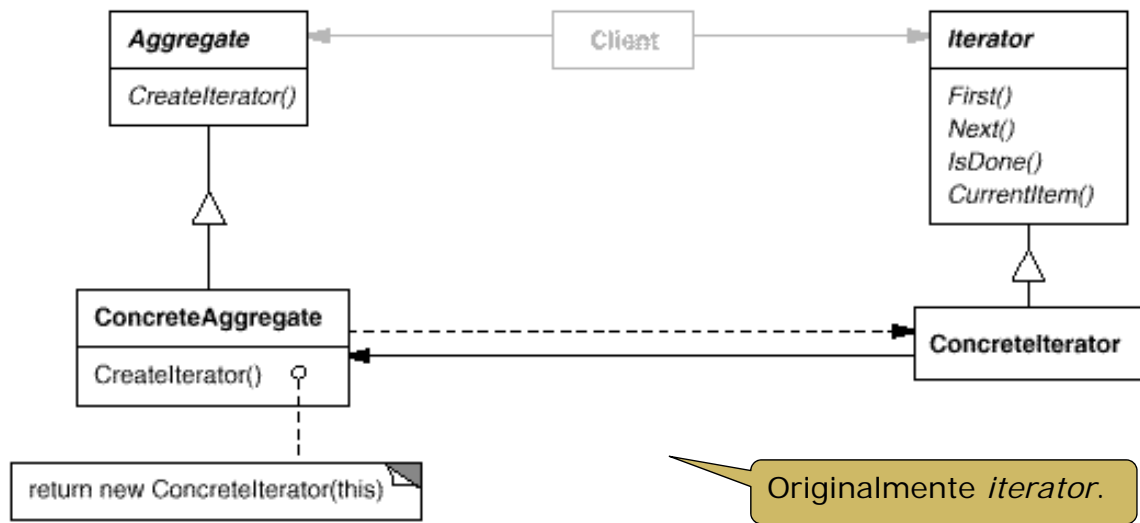 Aggregate
CreateIterator()
Client
Iterator
First()
Next()
IsDone()
CurrentItem()
ConcreteAggregate
CreateIterator()
ConcreteIterator
return new ConcreteIterator(this)
Originalmente iterator.